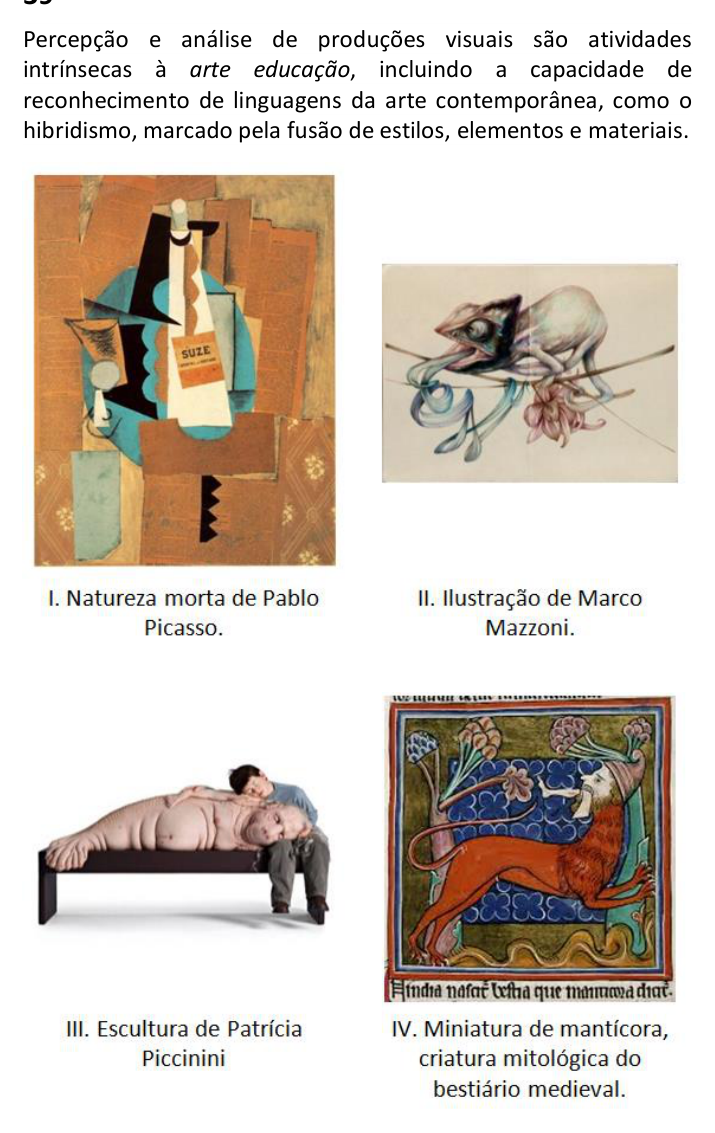 Percepção e análise de produções visuais são atividades
intrínsecas à arte educação, incluindo a capacidade de
reconhecimento de linguagens da arte contemporânea, como o
hibridismo, marcado pela fusão de estilos, elementos e materiais.
SUZE
I. Natureza morta de Pablo
Picasso.
II. Ilustração de Marco
Mazzoni.
III. Escultura de Patrícia
Piccinini
IV. Miniatura de mantícora,
criatura mitológica do
bestiário medieval.